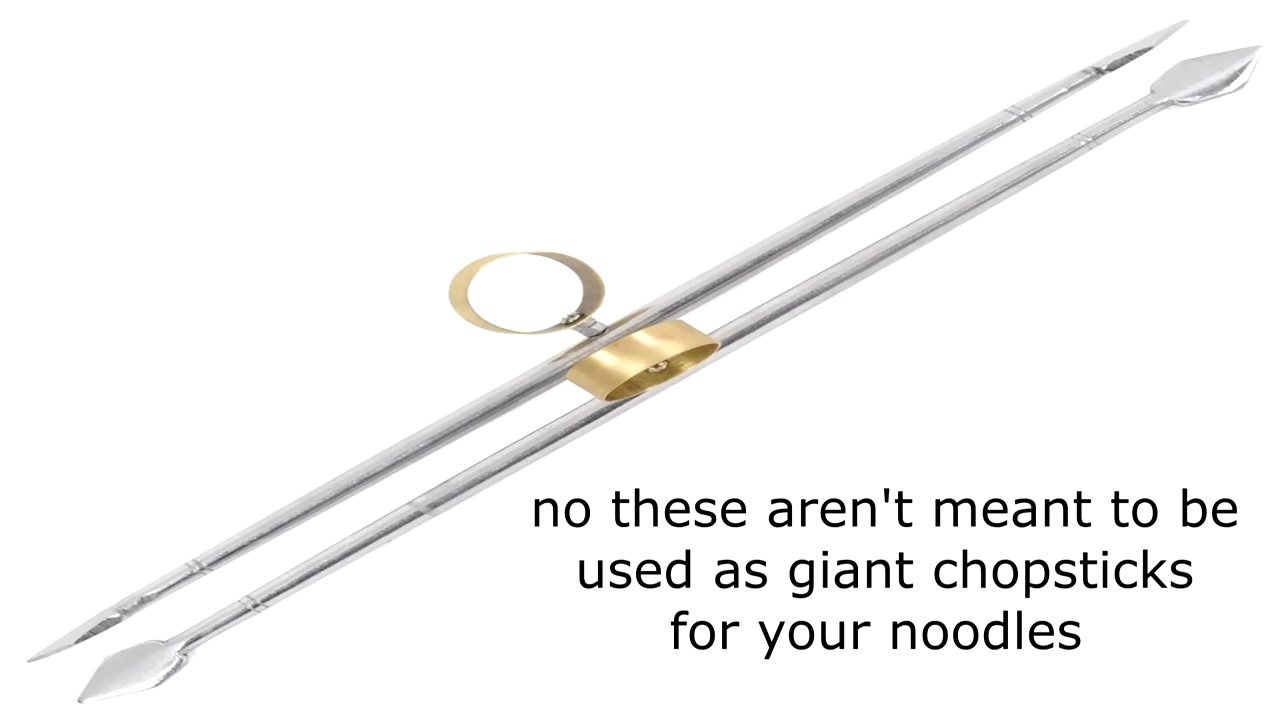 no these aren't meant to be
used as giant chopsticks
for your noodles